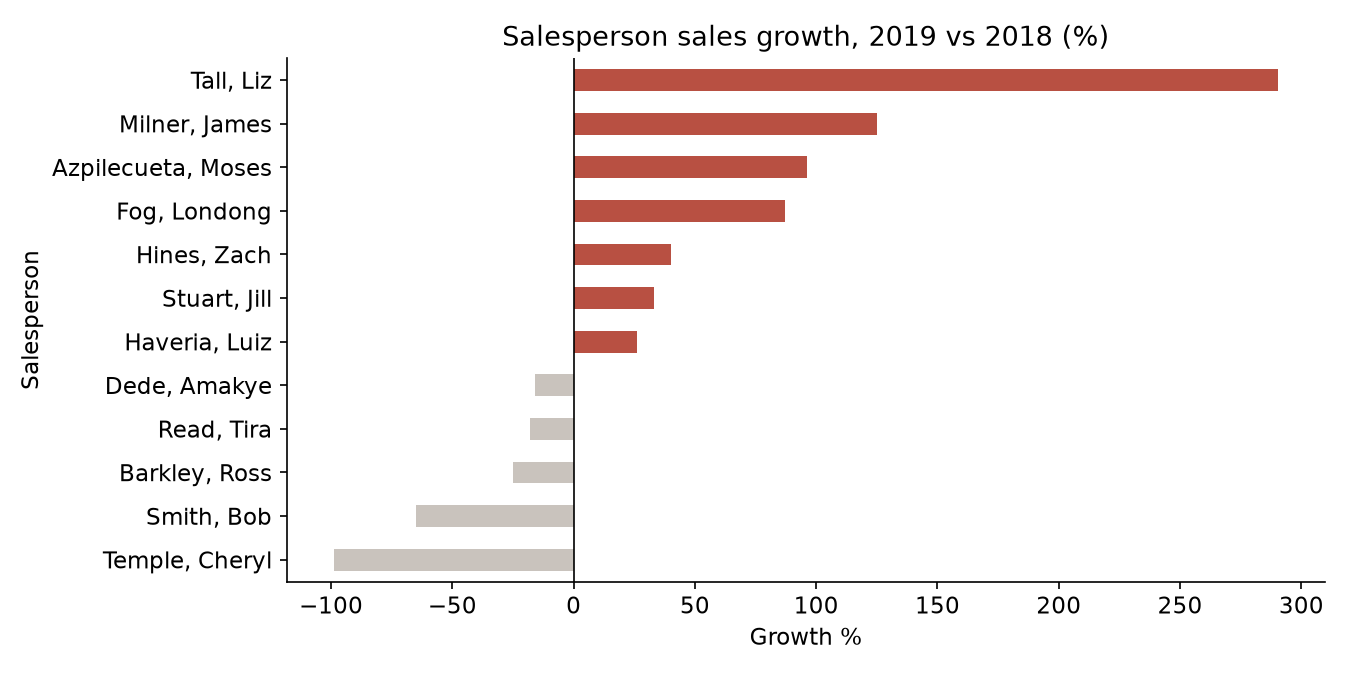 Salesperson sales growth, 2019 vs 2018 (%)
Salesperson
Tall, Liz
Milner, James
Azpilecueta, Moses
Fog, Londong
Hines, Zach
Stuart, Jill
Haveria, Luiz
Dede, Amakye
Read, Tira
Barkley, Ross
Smith, Bob
Temple, Cheryl
−100 −50 0 50 100 150 200 250 300
Growth %